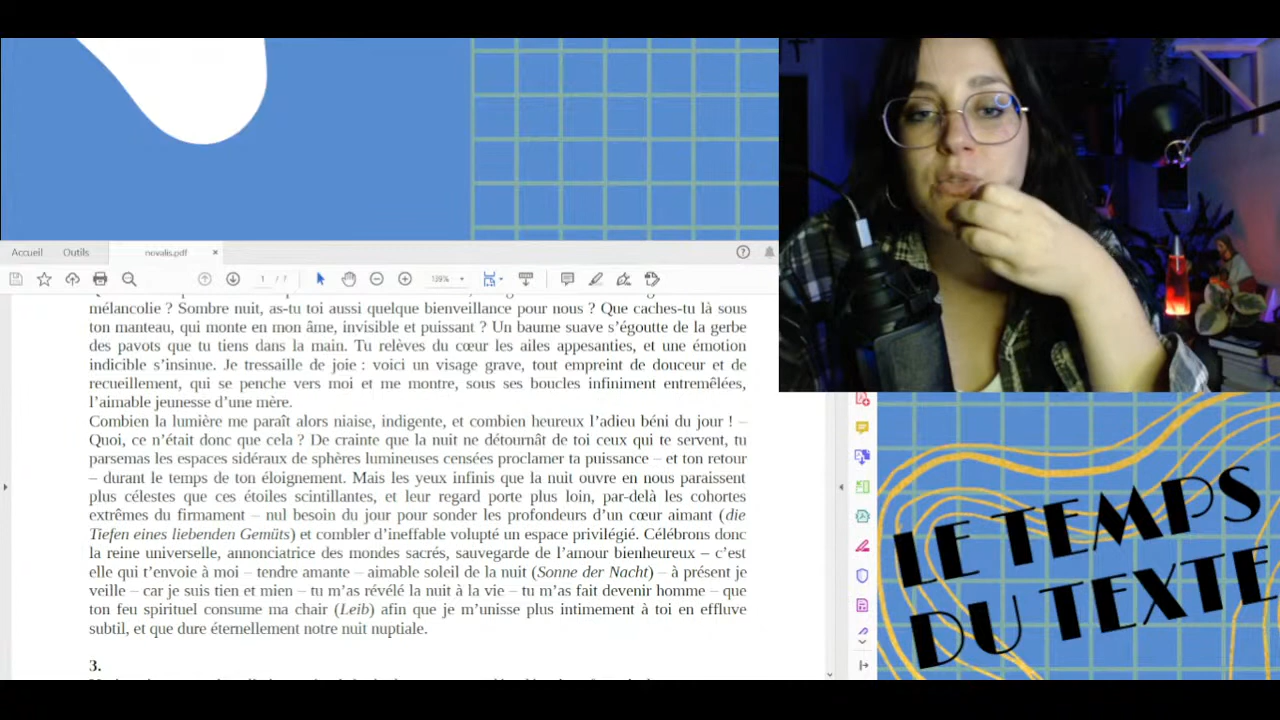 Accueil Outils novalis.pdf
1 / 7 139%
mélancolie ? Sombre nuit, as-tu toi aussi quelque bienveillance pour nous ? Que caches-tu là sous
ton manteau, qui monte en mon âme, invisible et puissant ? Un baume suave s’égoutte de la gerbe
des pavots que tu tiens dans la main. Tu relèves du cœur les ailes appesanties, et une émotion
indicible s’insinue. Je tressaille de joie : voici un visage grave, tout empreint de douceur et de
recueillement, qui se penche vers moi et me montre, sous ses boucles infiniment entremêlées,
l’aimable jeunesse d’une mère.
Combien la lumière me paraît alors niaise, indigente, et combien heureux l’adieu béni du jour ! –
Quoi, ce n’était donc que cela ? De crainte que la nuit ne détournât de toi ceux qui te servent, tu
parsemas les espaces sidéraux de sphères lumineuses censées proclamer ta puissance – et ton retour
– durant le temps de ton éloignement. Mais les yeux infinis que la nuit ouvre en nous paraissent
plus célestes que ces étoiles scintillantes, et leur regard porte plus loin, par-delà les cohortes
extrêmes du firmament – nul besoin du jour pour sonder les profondeurs d’un cœur aimant (die
Tiefen eines liebenden Gemüts) et combler d’ineffable volupté un espace privilégié. Célébrons donc
la reine universelle, annonciatrice des mondes sacrés, sauvegarde de l’amour bienheureux – c’est
elle qui t’envoie à moi – tendre amante – aimable soleil de la nuit (Sonne der Nacht) – à présent je
veille – car je suis tien et mien – tu m’as révélé la nuit à la vie – tu m’as fait devenir homme – que
ton feu spirituel consume ma chair (Leib) afin que je m’unisse plus intimement à toi en effluve
subtil, et que dure éternellement notre nuit nuptiale.
3.
LE TEMPS
DU TEXTE